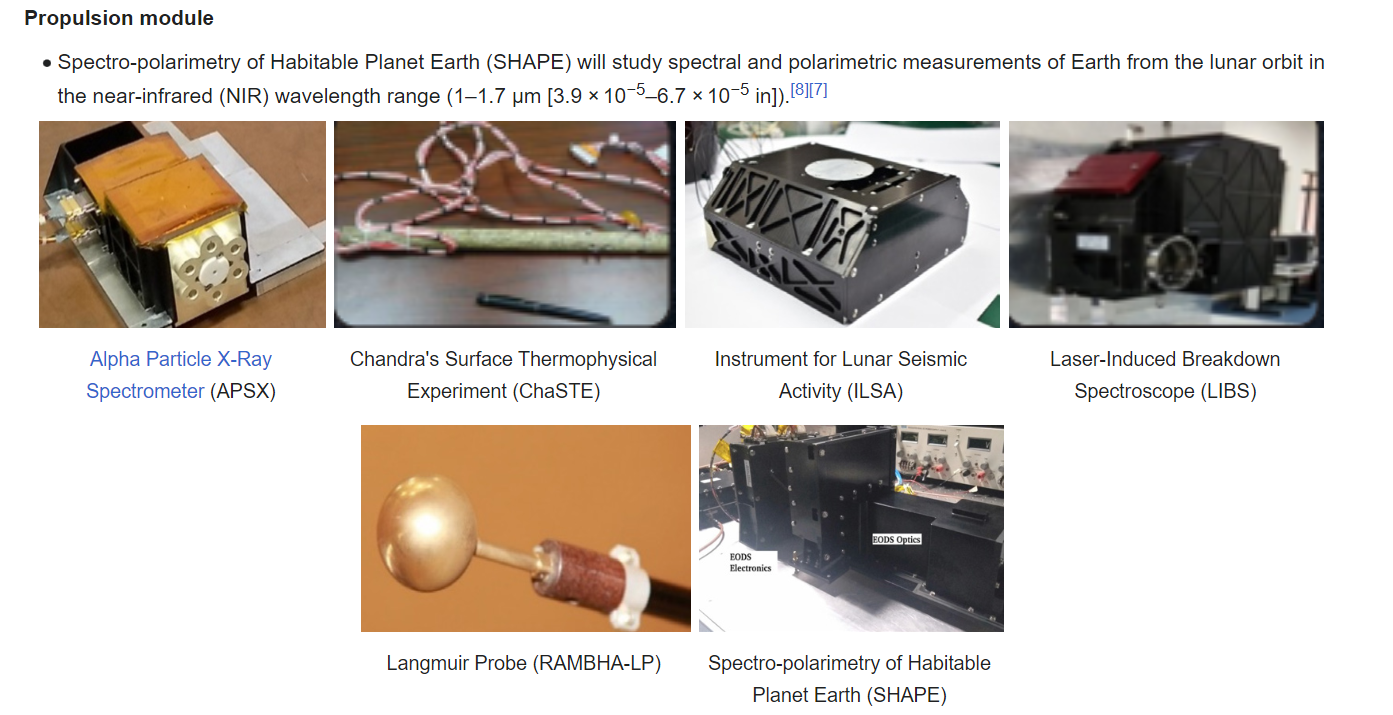 Propulsion module
• Spectro-polarimetry of Habitable Planet Earth (SHAPE) will study spectral and polarimetric measurements of Earth from the lunar orbit in
the near-infrared (NIR) wavelength range (1–1.7 μm [3.9 × 10⁻⁵–6.7 × 10⁻⁵ in]).[8][7]
Alpha Particle X-Ray
Spectrometer (APSX)
Chandra's Surface Thermophysical
Experiment (ChaSTE)
Instrument for Lunar Seismic
Activity (ILSA)
Laser-Induced Breakdown
Spectroscope (LIBS)
EODS
Electronics
EODS Optics
Langmuir Probe (RAMBHA-LP)
Spectro-polarimetry of Habitable
Planet Earth (SHAPE)